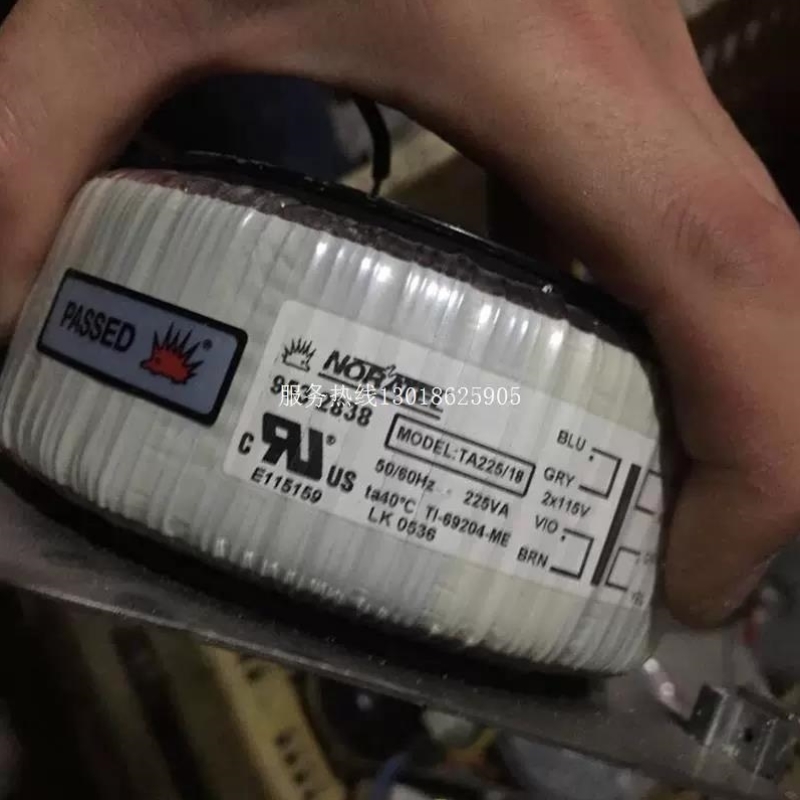 PASSED
服务热线13018625905
2838
MODEL:TA225/18
C
US
E115159
50/60Hz - 225VA
ta40°C TI-69204-ME
LK 0536
BLU
GRY
2x115V
VIO
BRN